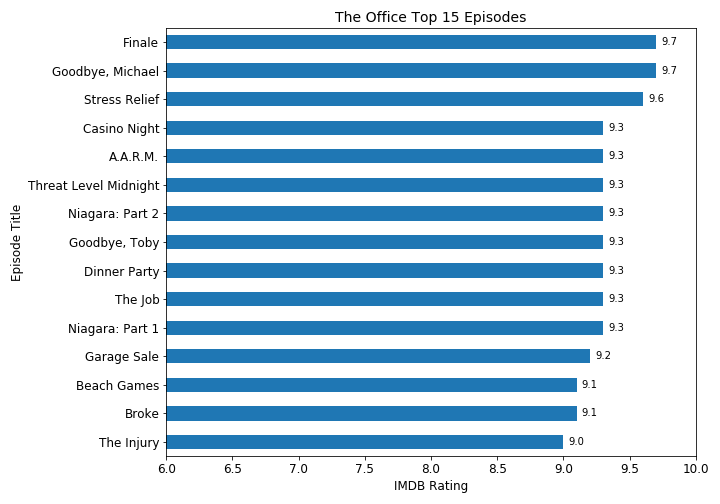 The Office Top 15 Episodes
Finale 9.7
Goodbye, Michael 9.7
Stress Relief 9.6
Casino Night 9.3
A.A.R.M. 9.3
Threat Level Midnight 9.3
Niagara: Part 2 9.3
Goodbye, Toby 9.3
Dinner Party 9.3
The Job 9.3
Niagara: Part 1 9.3
Garage Sale 9.2
Beach Games 9.1
Broke 9.1
The Injury 9.0
Episode Title
6.0 6.5 7.0 7.5 8.0 8.5 9.0 9.5 10.0
IMDB Rating